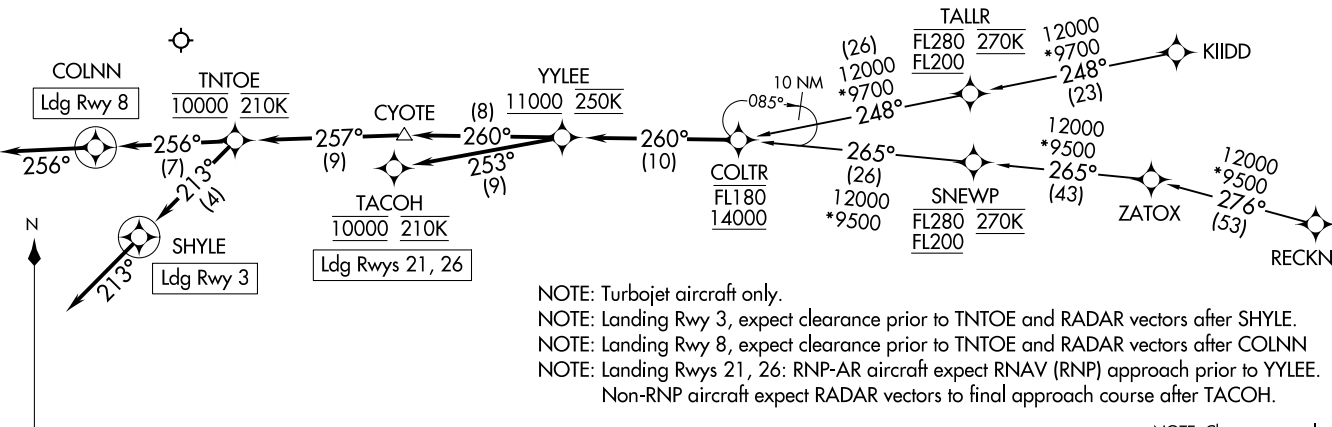 COLNN
Ldg Rwy 8
256°
256°
(7)
TNTOE
10000 210K
213°
(4)
SHYLE
Ldg Rwy 3
213°
N
257°
(9)
CYOTE
(8)
260°
253°
(9)
TACOH
10000 210K
Ldg Rwys 21, 26
YYLEE
11000 250K
260°
(10)
COLTR
FL180
14000
10 NM
085°
(26)
12000
*9700
248°
TALLR
FL280 270K
FL200
12000
*9700
248°
(23)
KIIDD
265°
(26)
12000
*9500
SNEWP
FL280 270K
FL200
12000
*9500
265°
(43)
ZATOX
12000
*9500
276°
(53)
RECKN
NOTE: Turbojet aircraft only.
NOTE: Landing Rwy 3, expect clearance prior to TNTOE and RADAR vectors after SHYLE.
NOTE: Landing Rwy 8, expect clearance prior to TNTOE and RADAR vectors after COLNN
NOTE: Landing Rwys 21, 26: RNP-AR aircraft expect RNAV (RNP) approach prior to YYLEE.
Non-RNP aircraft expect RADAR vectors to final approach course after TACOH.